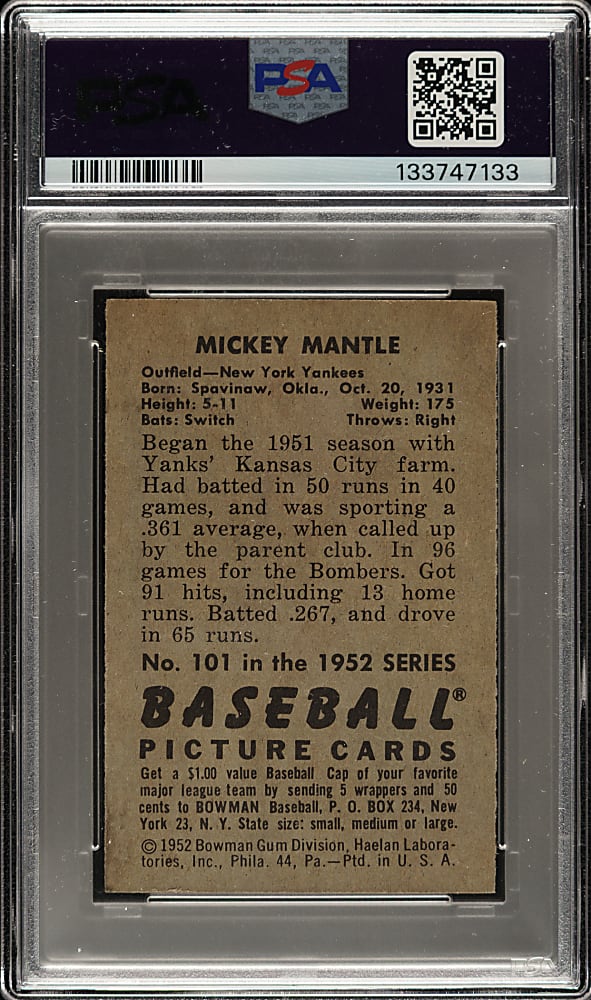 PSA
PSA
133747133
MICKEY MANTLE
Outfield—New York Yankees
Born: Spavinaw, Okla., Oct. 20, 1931
Height: 5-11 Weight: 175
Bats: Switch Throws: Right
Began the 1951 season with
Yanks' Kansas City farm.
Had batted in 50 runs in 40
games, and was sporting a
.361 average, when called up
by the parent club. In 96
games for the Bombers. Got
91 hits, including 13 home
runs. Batted .267, and drove
in 65 runs.
No. 101 in the 1952 SERIES
BASEBALL®
PICTURE CARDS
Get a $1.00 value Baseball Cap of your favorite
major league team by sending 5 wrappers and 50
cents to BOWMAN Baseball, P. O. BOX 234, New
York 23, N. Y. State size: small, medium or large.
© 1952 Bowman Gum Division, Haelan Labora-
tories, Inc., Phila. 44, Pa.—Ptd. in U. S. A.
PSA